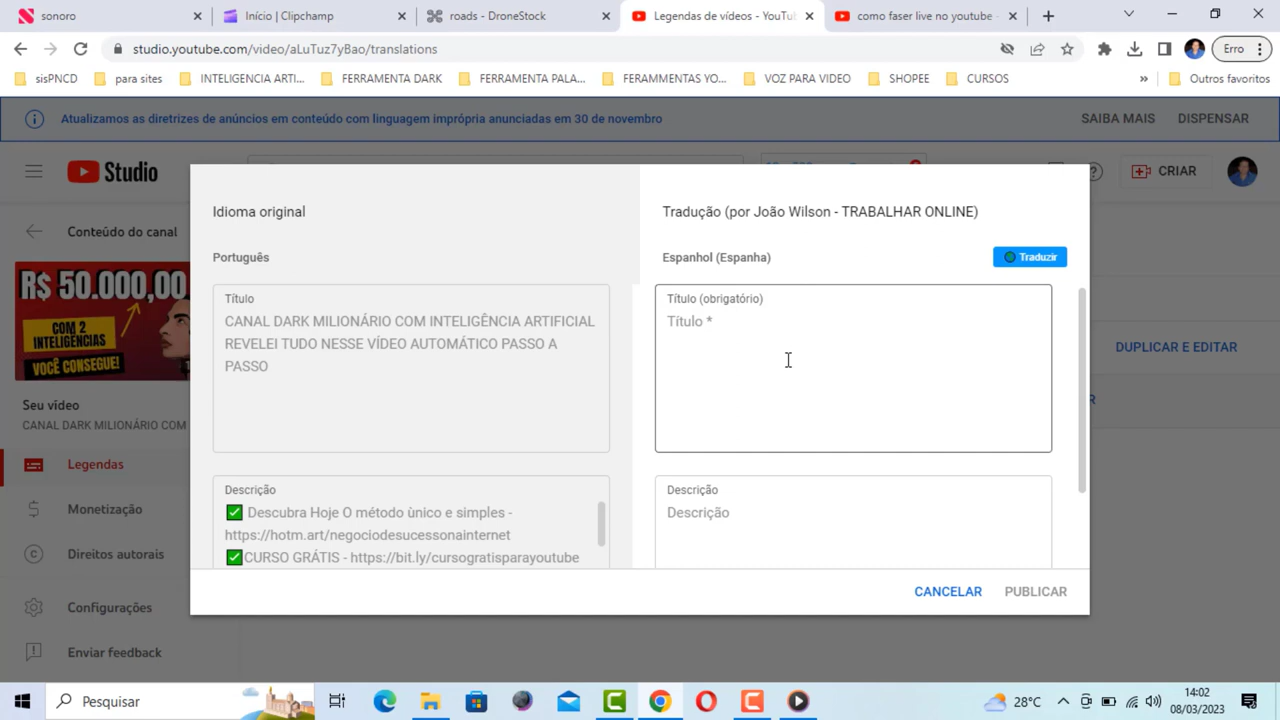 sonoro
Início | Clipchamp
roads - DroneStock
Legendas de vídeos - YouTu
como faser live no youtube -
studio.youtube.com/video/aLuTuz7yBao/translations
Erro
sisPNCD
para sites
INTELIGENCIA ARTI...
FERRAMENTA DARK
FERRAMENTA PALA...
FERAMMENTAS YO...
VOZ PARA VIDEO
SHOPEE
CURSOS
»
Outros favoritos
Atualizamos as diretrizes de anúncios em conteúdo com linguagem imprópria anunciadas em 30 de novembro
SAIBA MAIS
DISPENSAR
Studio
CRIAR
Conteúdo do canal
R$ 50.000,00
COM 2
INTELIGÊNCIAS
VOCÊ CONSEGUE!
Seu vídeo
CANAL DARK MILIONÁRIO COM
Legendas
Monetização
Direitos autorais
Configurações
Enviar feedback
Idioma original
Português
Título
CANAL DARK MILIONÁRIO COM INTELIGÊNCIA ARTIFICIAL
REVELEI TUDO NESSE VÍDEO AUTOMÁTICO PASSO A
PASSO
Descrição
✅ Descubra Hoje O método ùnico e simples -
https://hotm.art/negociodesucessonainternet
✅CURSO GRÁTIS - https://bit.ly/cursogratisparayoutube
Tradução (por João Wilson - TRABALHAR ONLINE)
Espanhol (Espanha)
Traduzir
Título (obrigatório)
Título *
Descrição
Descrição
CANCELAR
PUBLICAR
DUPLICAR E EDITAR
Pesquisar
28°C
14:02
08/03/2023